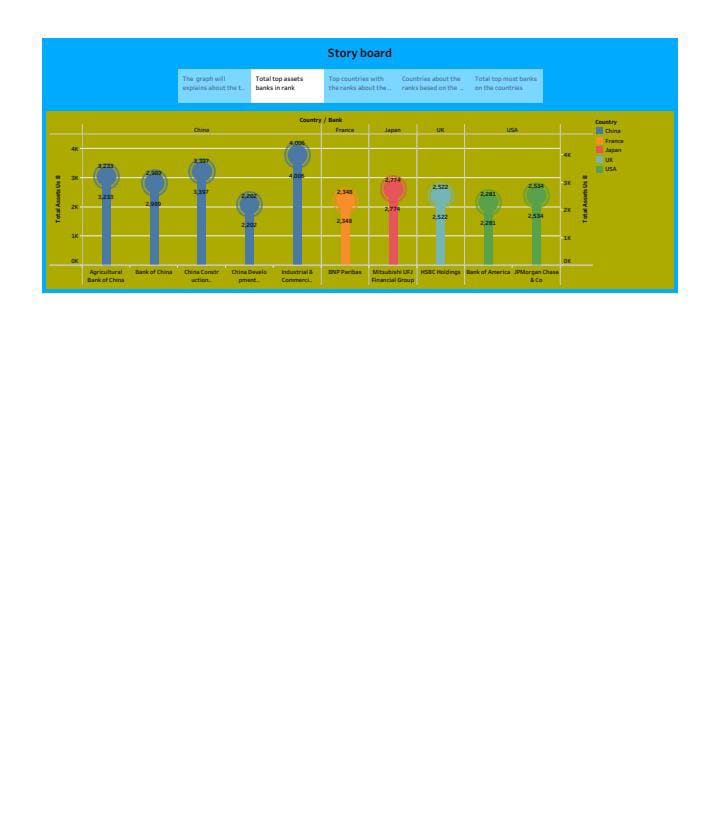 Story board
The graph will
explains about the t..
Total top assets
banks in rank
Top countries with
the ranks about the ..
Countries about the
ranks based on the ..
Total top most banks
on the countries
Country / Bank
China
France
Japan
UK
USA
Country
China
France
Japan
UK
USA
Total Assets Us B
4K
3K
2K
1K
0K
3,233
3,233
2,989
2,989
3,397
3,397
2,202
2,202
4,006
4,006
2,348
2,348
2,774
2,774
2,522
2,522
2,281
2,281
2,534
2,534
4K
3K
2K
1K
0K
Total Assets Us B
Agricultural
Bank of China
Bank of China
China Constr
uction..
China Develo
pment..
Industrial &
Commerci..
BNP Paribas
Mitsubishi UFJ
Financial Group
HSBC Holdings
Bank of America
JPMorgan Chase
& Co